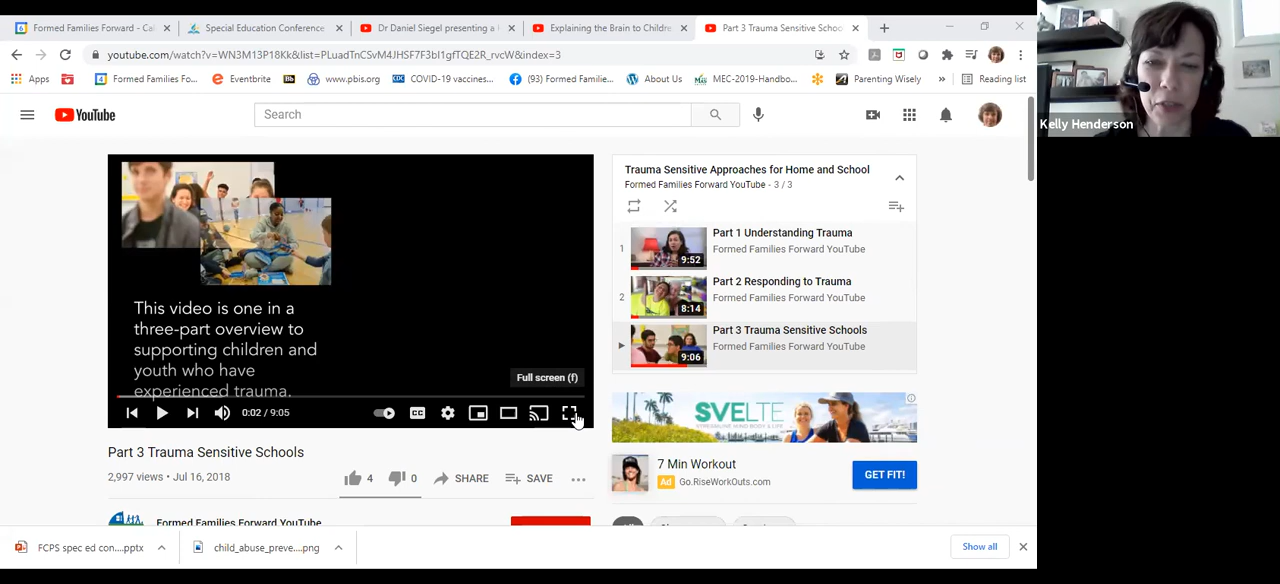 Formed Families Forward - Cal
Special Education Conference
Dr Daniel Siegel presenting a
Explaining the Brain to Childre
Part 3 Trauma Sensitive Schoo
youtube.com/watch?v=WN3M13P18Kk&list=PLuadTnCSvM4JHSF7F3bI1gfTQE2R_rvcW&index=3
Apps
Formed Families Fo...
Eventbrite
www.pbis.org
COVID-19 vaccines...
(93) Formed Familie...
About Us
MEC-2019-Handbo...
Parenting Wisely
»
Reading list
Kelly Henderson
YouTube
Search
This video is one in a
three-part overview to
supporting children and
youth who have
experienced trauma.
Full screen (f)
0:02 / 9:05
CC
Trauma Sensitive Approaches for Home and School
Formed Families Forward YouTube - 3 / 3
1
9:52
Part 1 Understanding Trauma
Formed Families Forward YouTube
2
8:14
Part 2 Responding to Trauma
Formed Families Forward YouTube
9:06
Part 3 Trauma Sensitive Schools
Formed Families Forward YouTube
SVELTE
7 Min Workout
Ad Go.RiseWorkOuts.com
GET FIT!
Part 3 Trauma Sensitive Schools
2,997 views • Jul 16, 2018
4
0
SHARE
SAVE
Formed Families Forward YouTube
FCPS spec ed con....pptx
child_abuse_preve....png
Show all